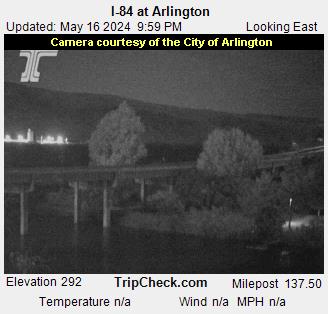 I-84 at Arlington
Updated: May 16 2024 9:59 PM Looking East
Camera courtesy of the City of Arlington
Elevation 292 TripCheck.com Milepost 137.50
Temperature n/a Wind n/a MPH n/a